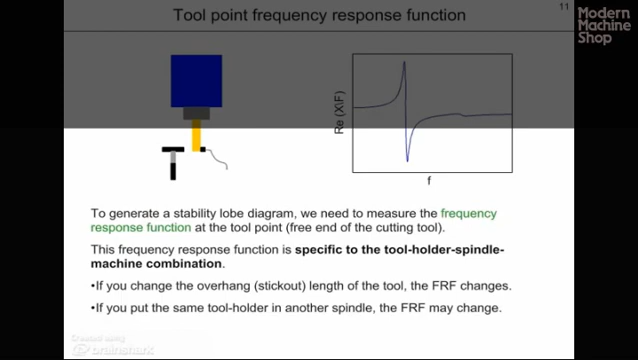 Tool point frequency response function
11
Modern
Machine
Shop
Re (X\F)
f
To generate a stability lobe diagram, we need to measure the frequency
response function at the tool point (free end of the cutting tool).
This frequency response function is specific to the tool-holder-spindle-
machine combination.
•If you change the overhang (stickout) length of the tool, the FRF changes.
•If you put the same tool-holder in another spindle, the FRF may change.
Created using
brainshark